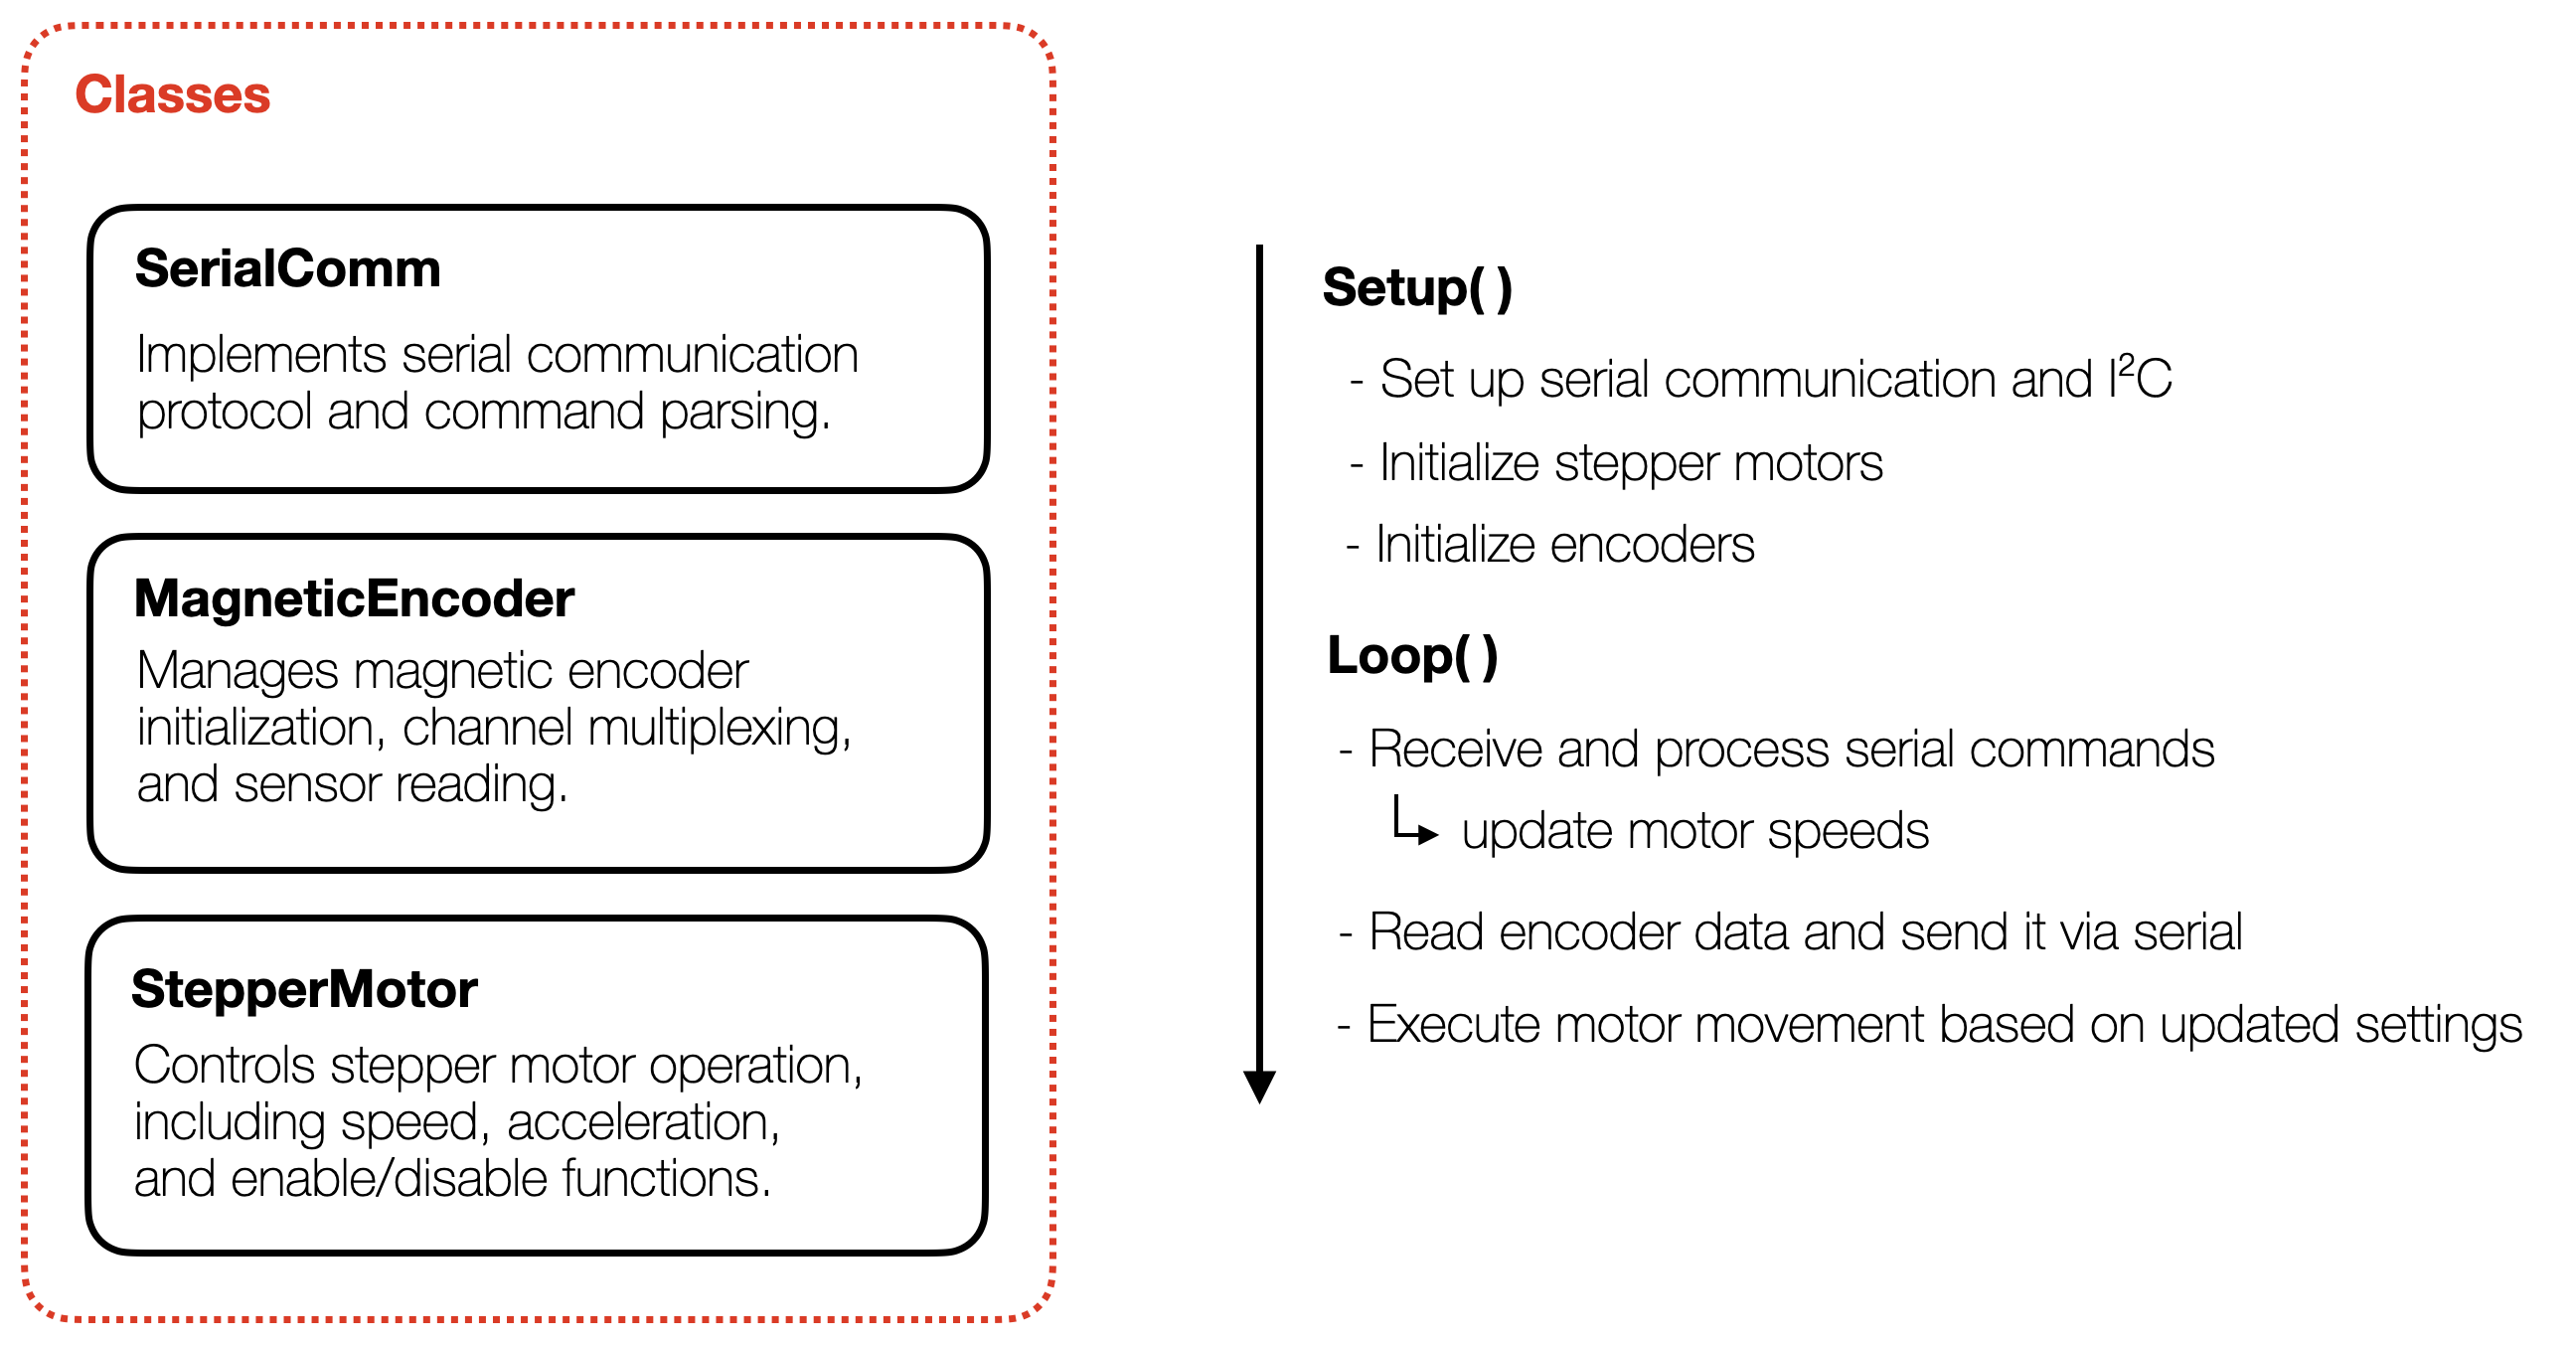 Classes
SerialComm
Implements serial communication
protocol and command parsing.
MagneticEncoder
Manages magnetic encoder
initialization, channel multiplexing,
and sensor reading.
StepperMotor
Controls stepper motor operation,
including speed, acceleration,
and enable/disable functions.
Setup( )
- Set up serial communication and I²C
- Initialize stepper motors
- Initialize encoders
Loop( )
- Receive and process serial commands
update motor speeds
- Read encoder data and send it via serial
- Execute motor movement based on updated settings